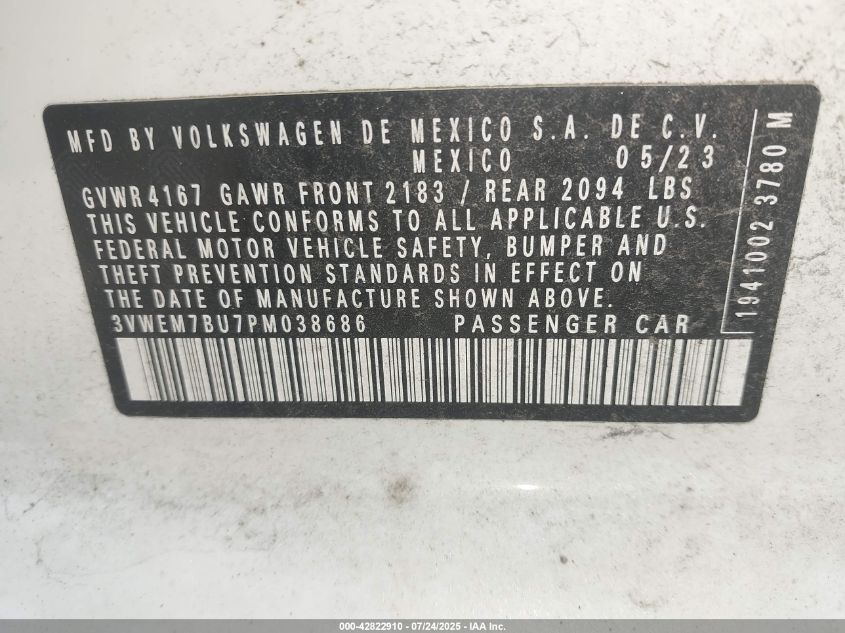 MFD BY VOLKSWAGEN DE MEXICO S.A. DE C.V.
MEXICO 05/23
GVWR 4167 GAWR FRONT 2183 / REAR 2094 LBS
THIS VEHICLE CONFORMS TO ALL APPLICABLE U.S.
FEDERAL MOTOR VEHICLE SAFETY, BUMPER AND
THEFT PREVENTION STANDARDS IN EFFECT ON
THE DATE OF MANUFACTURE SHOWN ABOVE.
3VWEM7BU7PM038686 PASSENGER CAR
1941002 3780 M
000-42822910 - 07/24/2025 - IAA Inc.